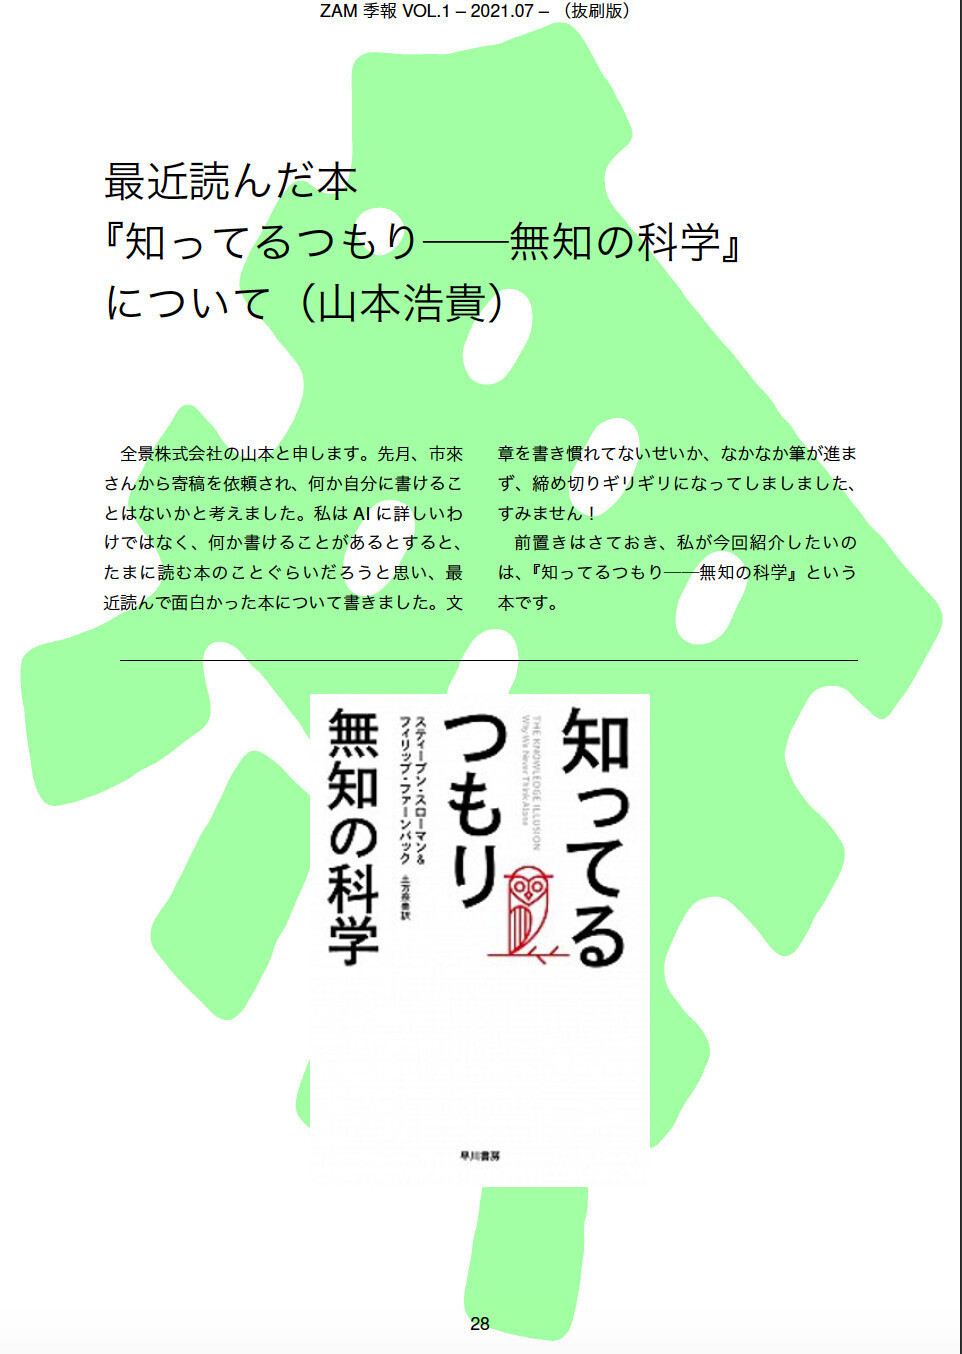 ZAM 季報 VOL.1 – 2021.07 – （抜刷版）
最近読んだ本
『知ってるつもり──無知の科学』
について（山本浩貴）
全景株式会社の山本と申します。先月、市來
さんから寄稿を依頼され、何か自分に書けるこ
とはないかと考えました。私は AI に詳しいわ
けではなく、何か書けることがあるとすると、
たまに読む本のことぐらいだろうと思い、最
近読んで面白かった本について書きました。文
章を書き慣れてないせいか、なかなか筆が進ま
ず、締め切りギリギリになってしましました、
すみません！
前置きはさておき、私が今回紹介したいの
は、『知ってるつもり──無知の科学』という
本です。
知ってる
THE KNOWLEDGE ILLUSION
Why We Never Think Alone
つもり
スティーブン・スローマン&
フィリップ・ファーンバック 土方奈美訳
無知の科学
早川書房
28